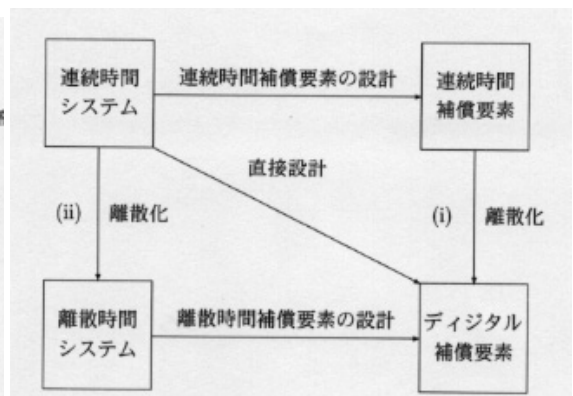 連続時間
システム
連続時間補償要素の設計
連続時間
補償要素
直接設計
(ii) 離散化
(i) 離散化
離散時間
システム
離散時間補償要素の設計
ディジタル
補償要素